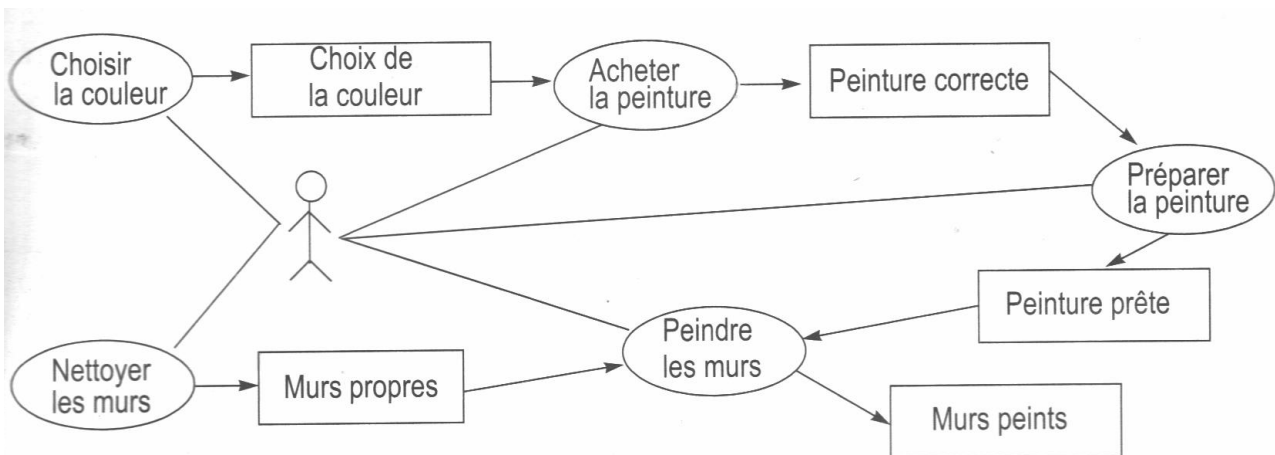 Choisir
la couleur
Choix de
la couleur
Acheter
la peinture
Peinture correcte
Préparer
la peinture
Peinture prête
Peindre
les murs
Nettoyer
les murs
Murs propres
Murs peints